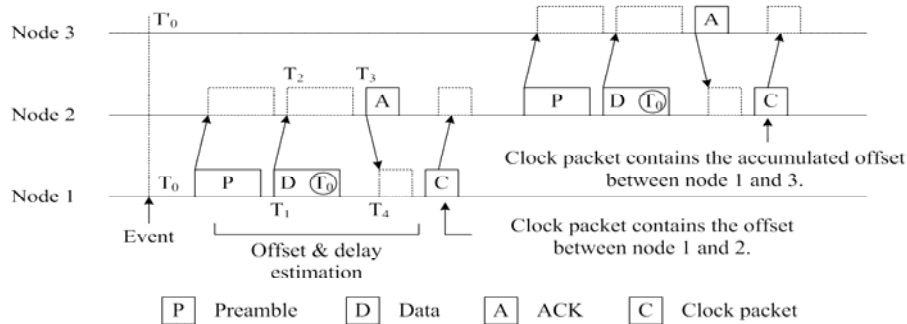 Node 3
T'0
A
T2
T3
A
P
D T0
C
Node 2
Clock packet contains the accumulated offset
between node 1 and 3.
T0
P
D T0
C
Node 1
T1
T4
Event
Offset & delay
estimation
Clock packet contains the offset
between node 1 and 2.
P Preamble D Data A ACK C Clock packet